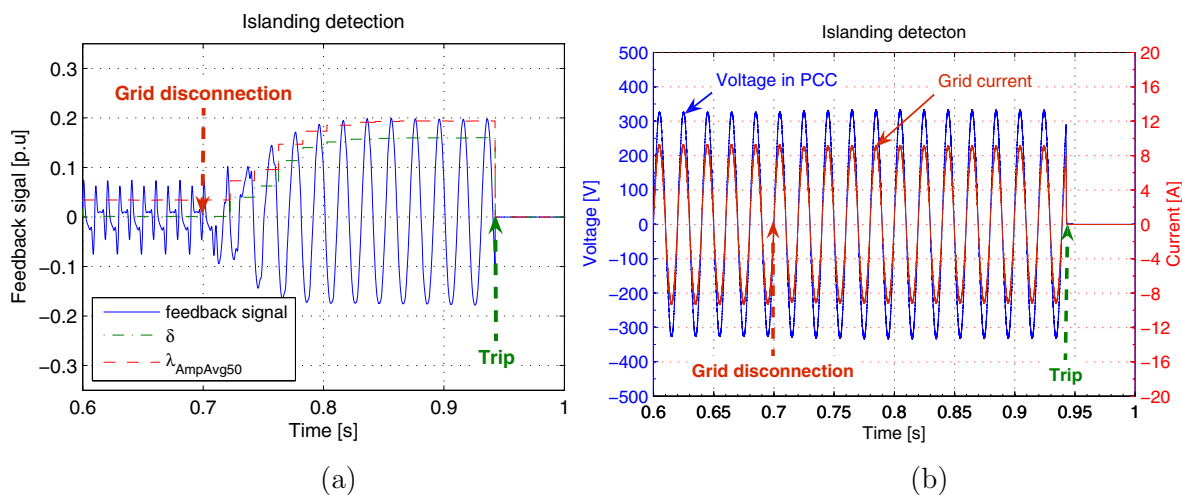 Islanding detection
Feedback sigal [p.u]
0.3
0.2
0.1
0
−0.1
−0.2
−0.3
Grid disconnection
feedback signal
δ
λAmpAvg50
Trip
0.6 0.7 0.8 0.9 1
Time [s]
(a)
Islanding detecton
Voltage [V]
500
400
300
200
100
0
−100
−200
−300
−400
−500
Voltage in PCC
Grid current
Grid disconnection
Trip
20
16
12
8
4
0
−4
−8
−12
−16
−20
Current [A]
0.6 0.65 0.7 0.75 0.8 0.85 0.9 0.95 1
Time [s]
(b)